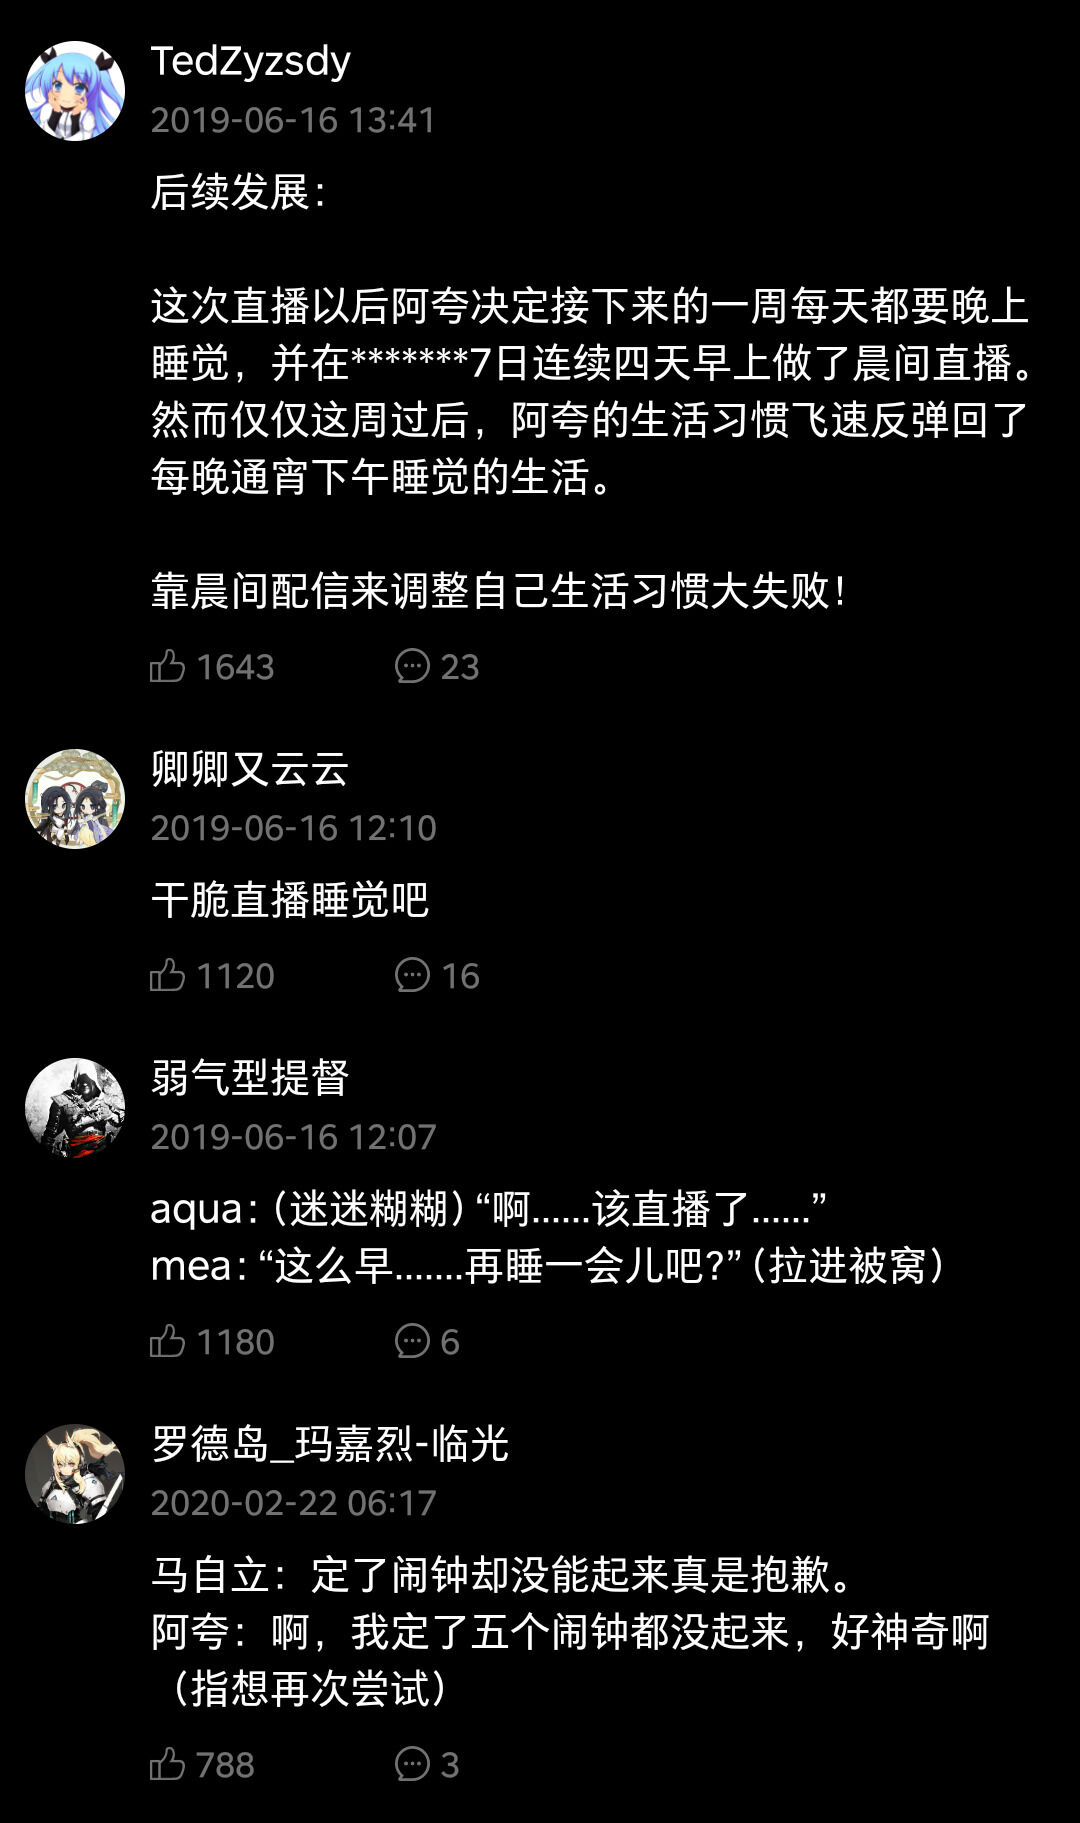 TedZyzsdy
2019-06-16 13:41
后续发展：
这次直播以后阿夸决定接下来的一周每天都要晚上
睡觉，并在*******7日连续四天早上做了晨间直播。
然而仅仅这周过后，阿夸的生活习惯飞速反弹回了
每晚通宵下午睡觉的生活。
靠晨间配信来调整自己生活习惯大失败！
1643 23
卿卿又云云
2019-06-16 12:10
干脆直播睡觉吧
1120 16
弱气型提督
2019-06-16 12:07
aqua：（迷迷糊糊）“啊……该直播了……”
mea：“这么早.......再睡一会儿吧？”（拉进被窝）
1180 6
罗德岛_玛嘉烈-临光
2020-02-22 06:17
马自立：定了闹钟却没能起来真是抱歉。
阿夸：啊，我定了五个闹钟都没起来，好神奇啊
（指想再次尝试）
788 3